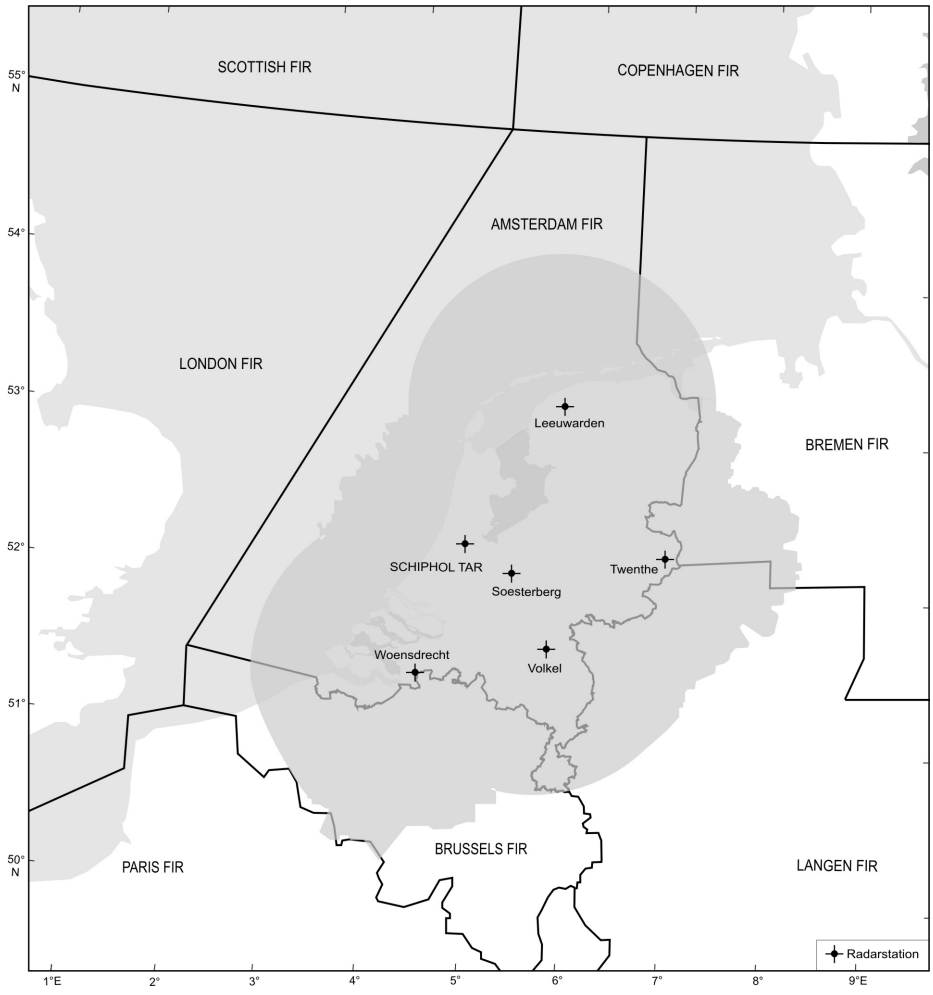 SCOTTISH FIR
COPENHAGEN FIR
55°
N
54°
AMSTERDAM FIR
LONDON FIR
53°
Leeuwarden
BREMEN FIR
52°
SCHIPHOL TAR
Twenthe
Soesterberg
Woensdrecht
Volkel
51°
BRUSSELS FIR
50°
N
PARIS FIR
LANGEN FIR
Radarstation
1°E
2°
3°
4°
5°
6°
7°
8°
9°E